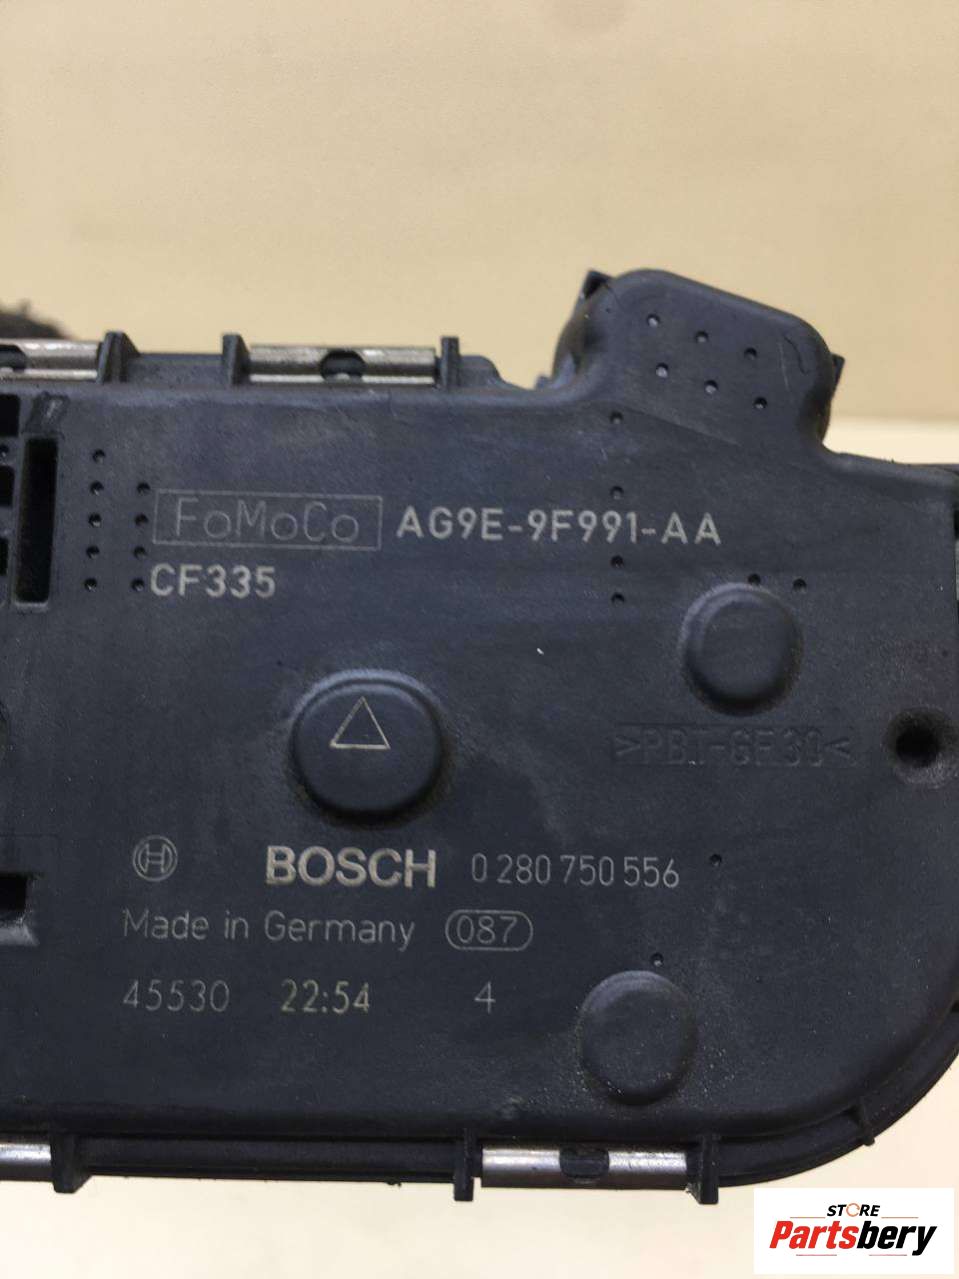 FoMoCo AG9E-9F991-AA
CF335
>PBT-GF30<
BOSCH 0 280 750 556
Made in Germany 087
45530 22:54 4
STORE
Partsbery